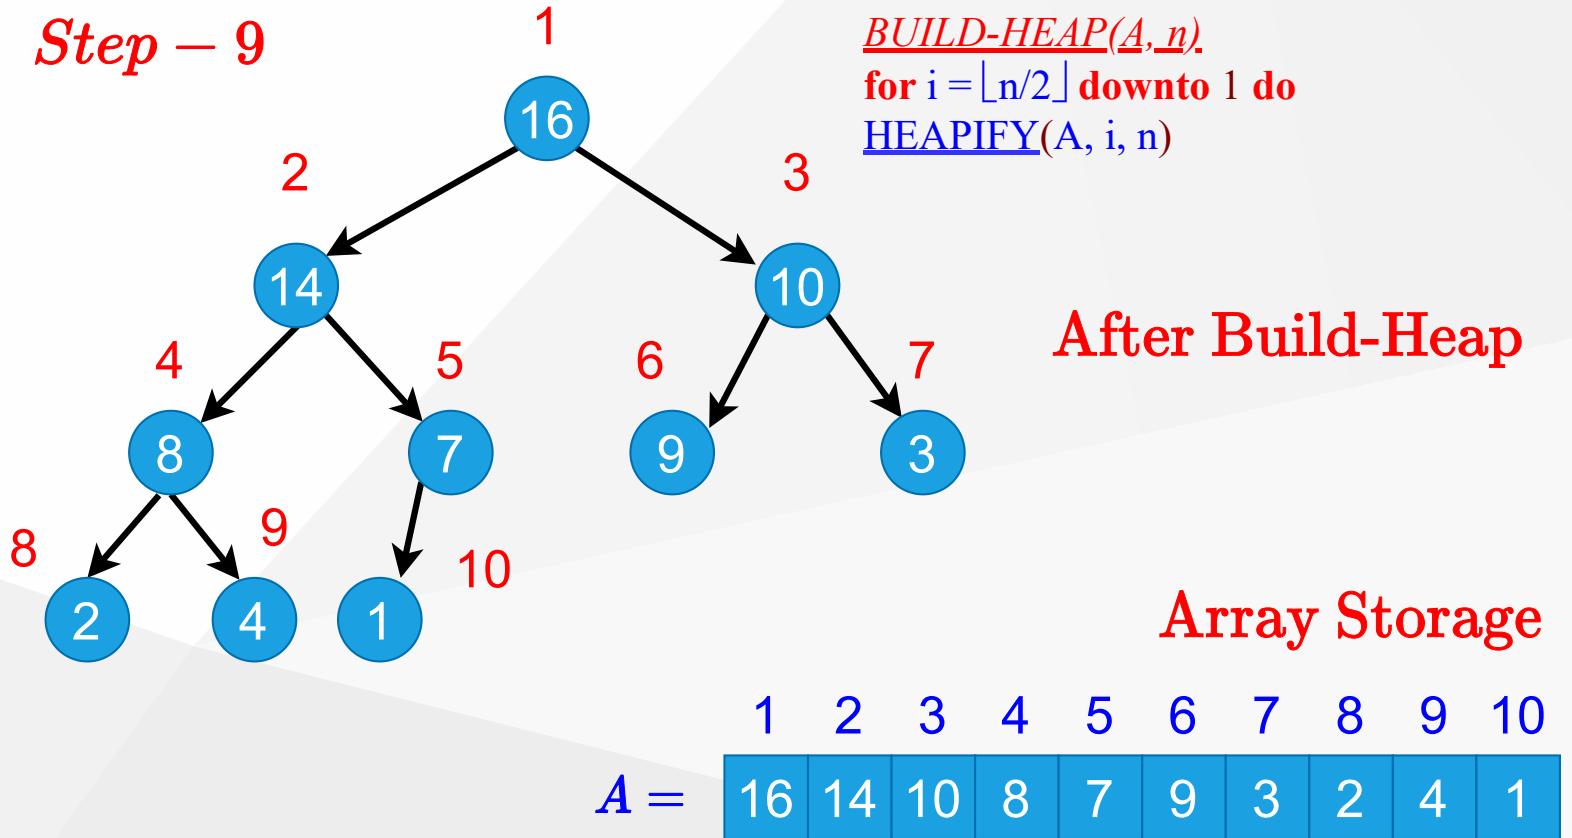 Step – 9
BUILD-HEAP(A, n)
for i = ⌊n/2⌋ downto 1 do
HEAPIFY(A, i, n)
1
16
2 3
14 10
After Build-Heap
4 5 6 7
8 7 9 3
8 9 10
2 4 1
Array Storage
1 2 3 4 5 6 7 8 9 10
A = 16 14 10 8 7 9 3 2 4 1